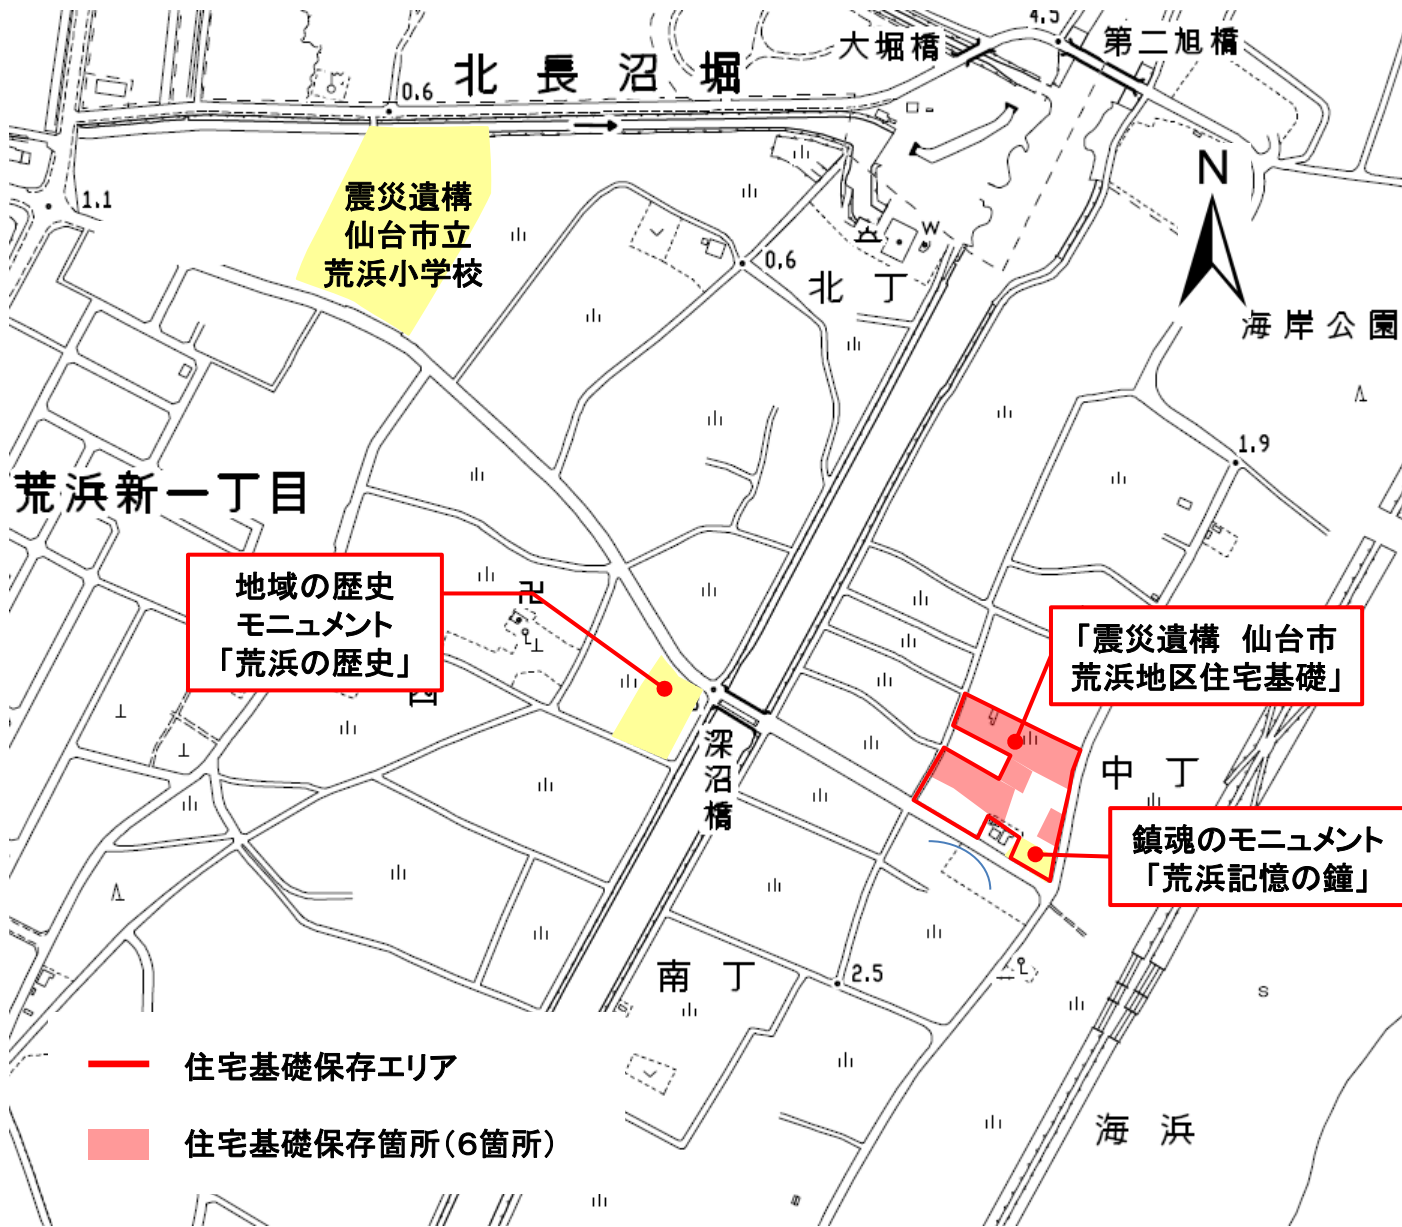 4.5
大堀橋
第二旭橋
北長沼堀
0.6
N
震災遺構
仙台市立
荒浜小学校
1.1
W
0.6
北丁
海岸公園
1.9
荒浜新一丁目
地域の歴史
モニュメント
「荒浜の歴史」
卍
「震災遺構　仙台市
荒浜地区住宅基礎」
深沼橋
中丁
鎮魂のモニュメント
「荒浜記憶の鐘」
南丁
2.5
S
住宅基礎保存エリア
海浜
住宅基礎保存箇所(6箇所)